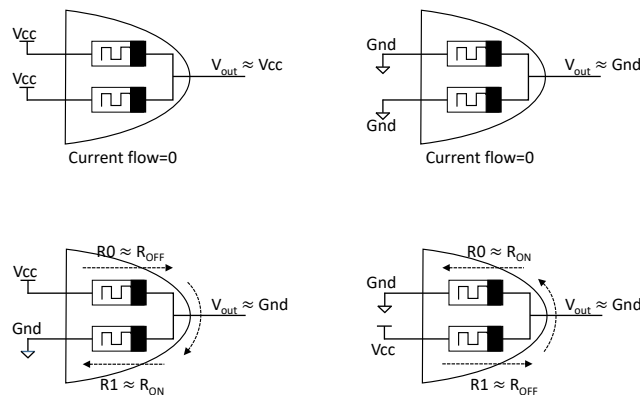 Vcc
Vcc
V_out ≈ Vcc
Current flow=0
Gnd
Gnd
V_out ≈ Gnd
Current flow=0
R0 ≈ R_OFF
Vcc
Gnd
V_out ≈ Gnd
R1 ≈ R_ON
R0 ≈ R_ON
Gnd
Vcc
V_out ≈ Gnd
R1 ≈ R_OFF